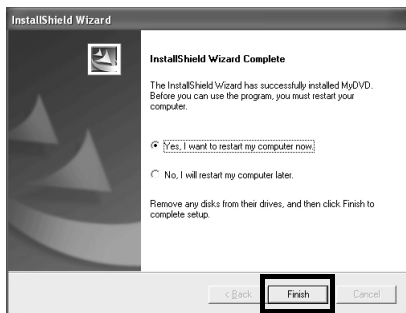 InstallShield Wizard
InstallShield Wizard Complete
The InstallShield Wizard has successfully installed MyDVD.
Before you can use the program, you must restart your
computer.
Yes, I want to restart my computer now.
No, I will restart my computer later.
Remove any disks from their drives, and then click Finish to
complete setup.
< Back Finish Cancel